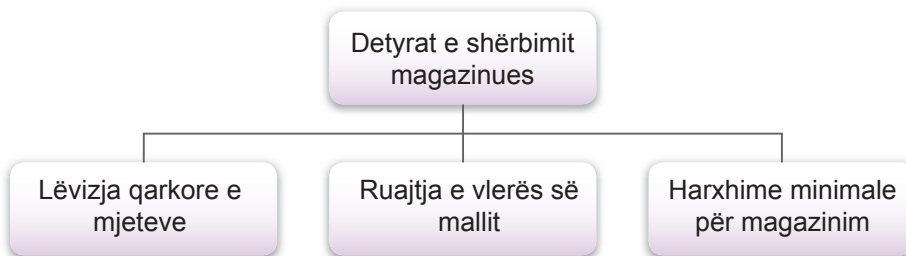 Detyrat e shërbimit
magazinues
Lëvizja qarkore e
mjeteve
Ruajtja e vlerës së
mallit
Harxhime minimale
për magazinim